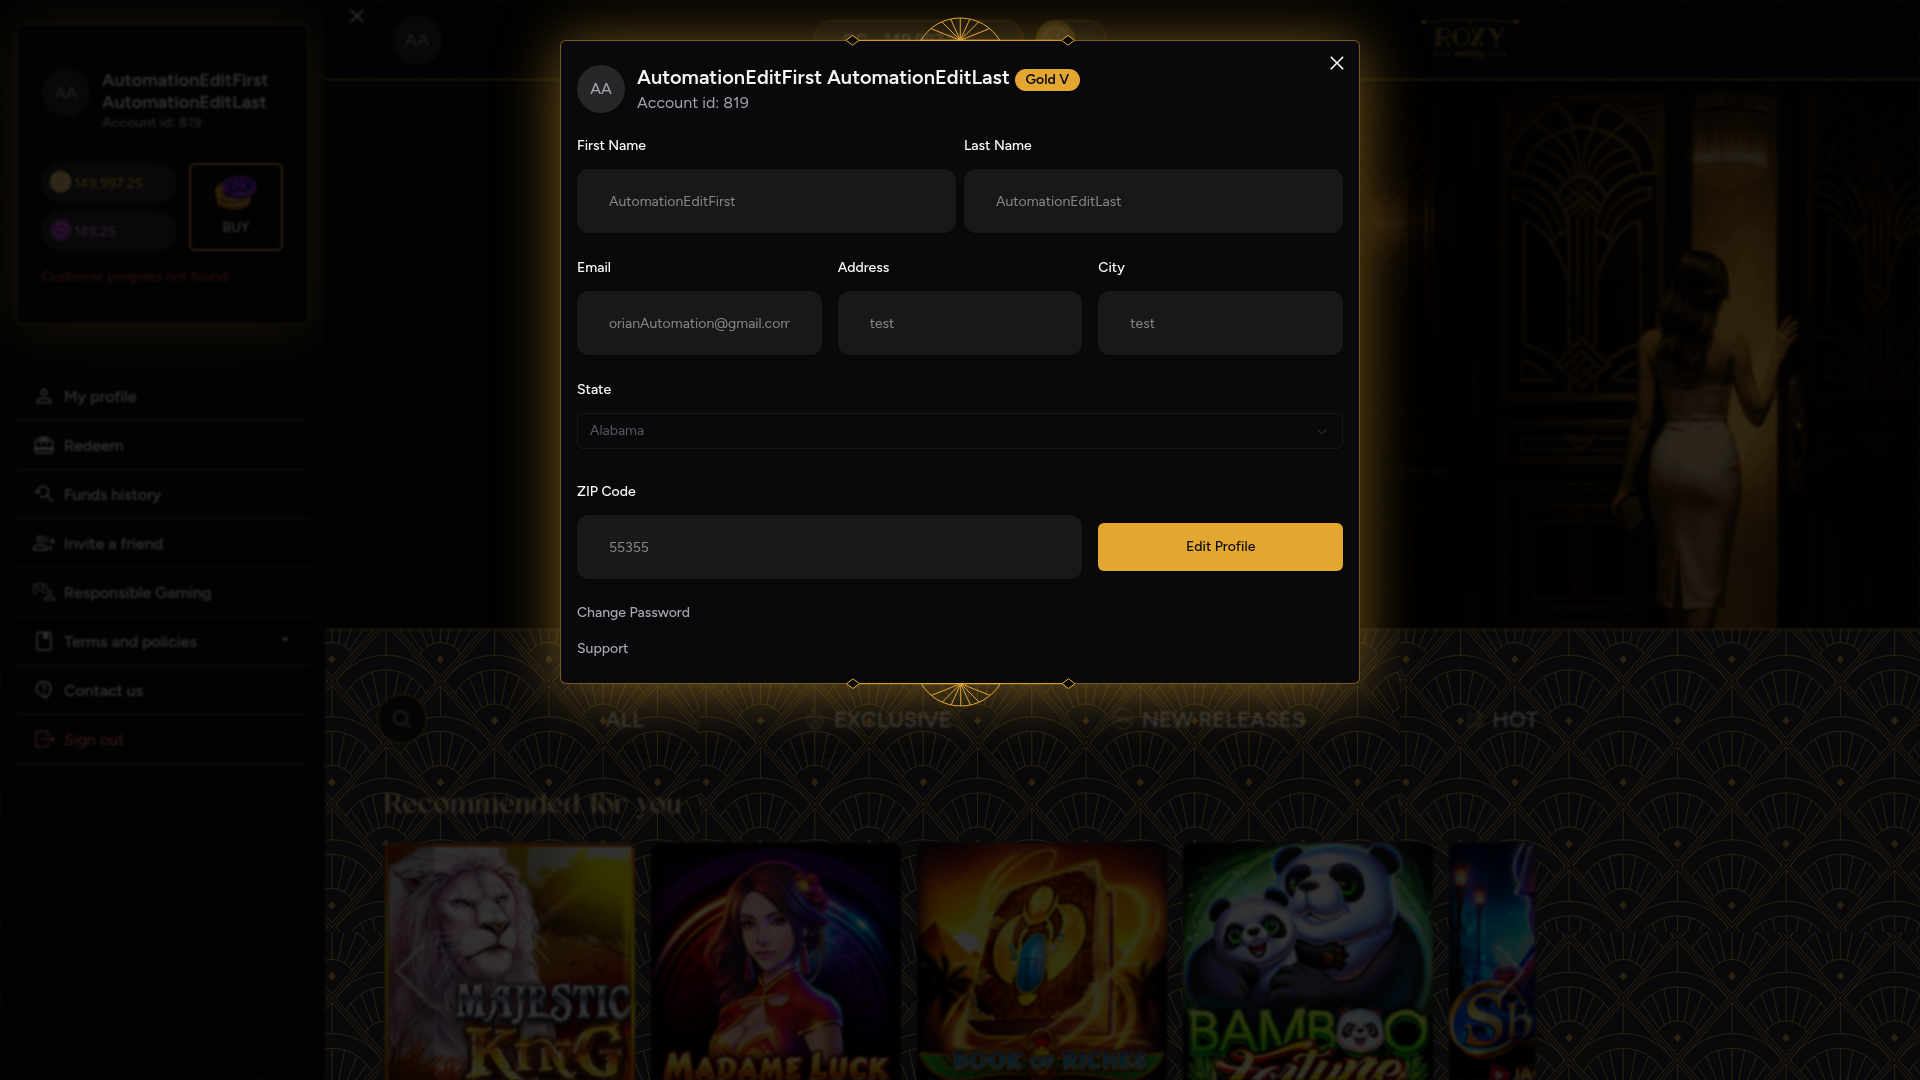 AA
AutomationEditFirst
AutomationEditLast
Account id: 819
149,997.25
149.25
BUY
Customer progress not found
My profile
Redeem
Funds history
Invite a friend
Responsible Gaming
Terms and policies
Contact us
Sign out
AA
ROXY
AA
AutomationEditFirst AutomationEditLast Gold V
Account id: 819
First Name
Last Name
AutomationEditFirst
AutomationEditLast
Email
Address
City
orianAutomation@gmail.com
test
test
State
Alabama
ZIP Code
55355
Edit Profile
Change Password
Support
ALL
EXCLUSIVE
NEW RELEASES
HOT
Recommended for you
MAJESTIC
KING
MADAME LUCK
BOOK OF RICHES
BAMBOO
Fortune
Sh
JA